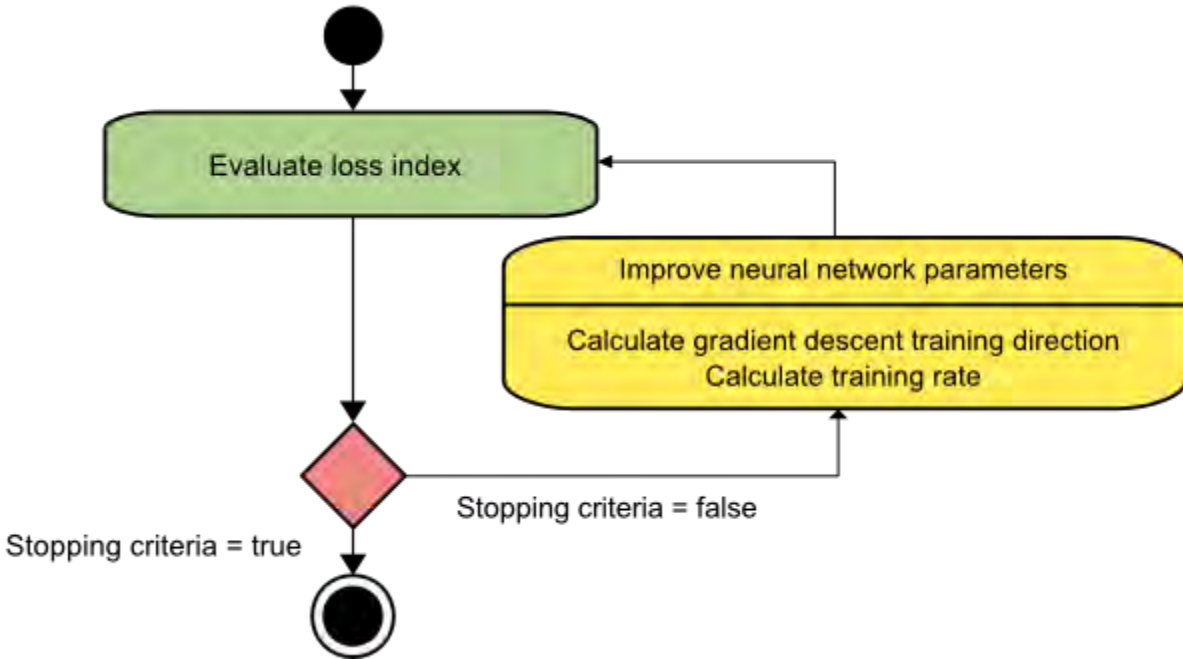 Evaluate loss index
Improve neural network parameters
Calculate gradient descent training direction
Calculate training rate
Stopping criteria = false
Stopping criteria = true